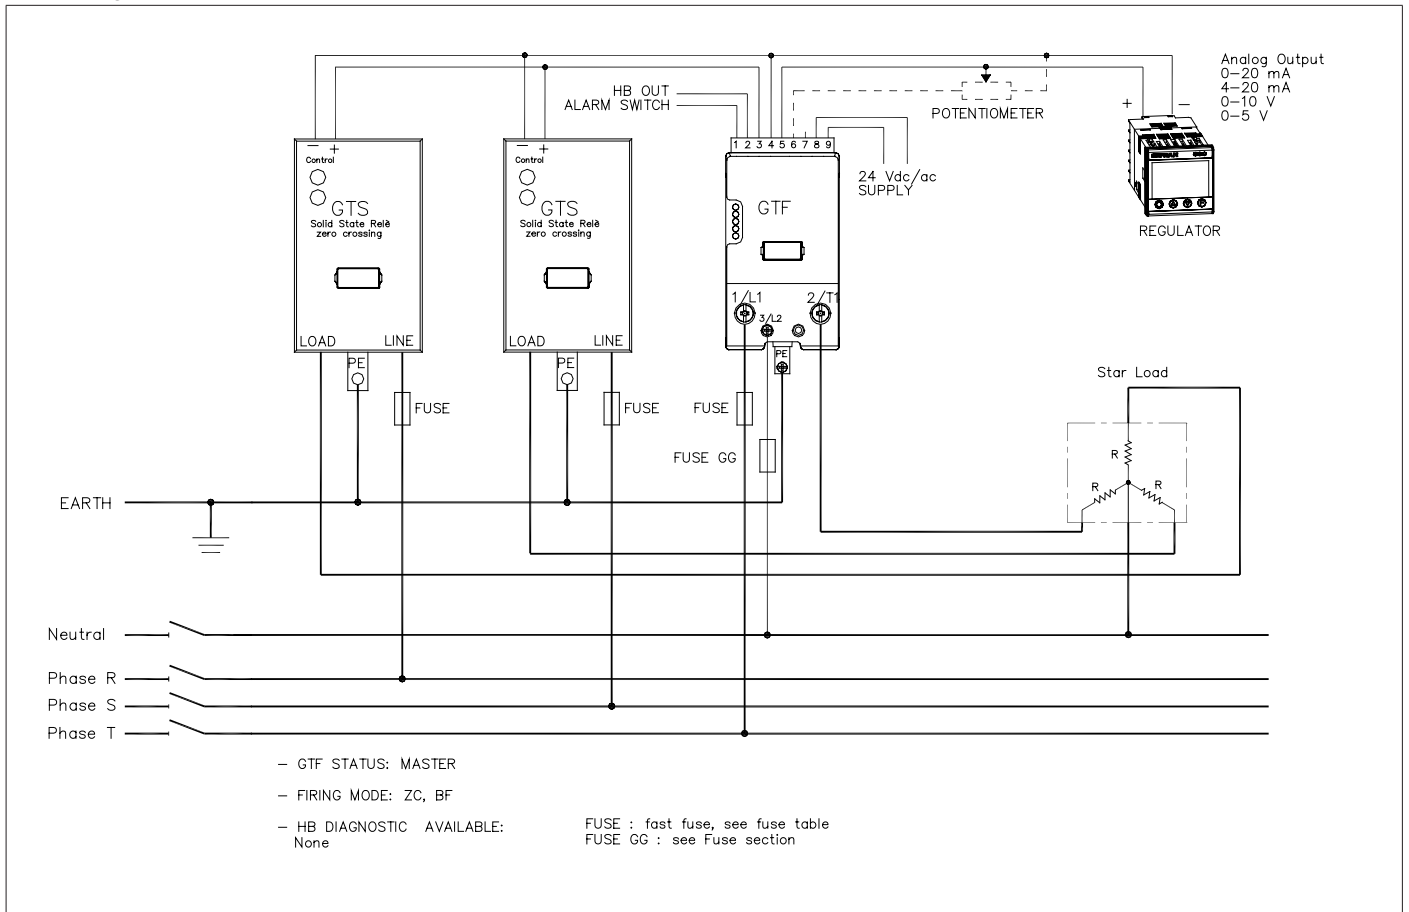 Analog Output
0-20 mA
4-20 mA
0-10 V
0-5 V
HB OUT
ALARM SWITCH
POTENTIOMETER
+ −
1 2 3 4 5 6 7 8 9
24 Vdc/ac
SUPPLY
GEFRAN
REGULATOR
− +
Control
GTS
Solid State Relè
zero crossing
LOAD LINE
PE
FUSE
− +
Control
GTS
Solid State Relè
zero crossing
LOAD LINE
PE
FUSE
GTF
1/L1 2/T1
3/L2
PE
FUSE
FUSE GG
Star Load
R
R R
EARTH
Neutral
Phase R
Phase S
Phase T
− GTF STATUS: MASTER
− FIRING MODE: ZC, BF
− HB DIAGNOSTIC AVAILABLE:
None
FUSE : fast fuse, see fuse table
FUSE GG : see Fuse section